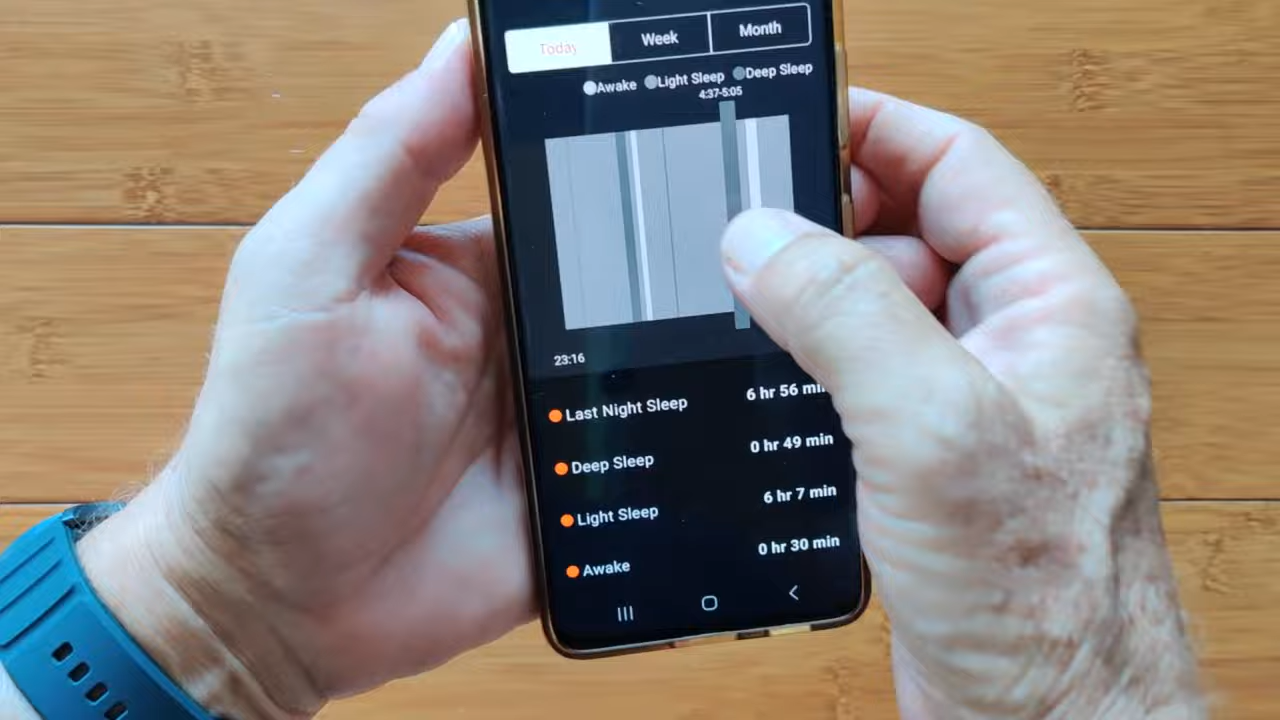 Today Week Month
Awake Light Sleep Deep Sleep
4:37-5:05
23:16
Last Night Sleep 6 hr 56
Deep Sleep 0 hr 49 min
Light Sleep 6 hr 7 min
Awake 0 hr 30 min